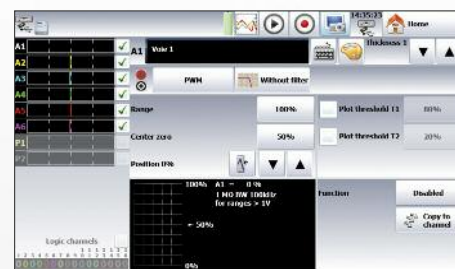 14:35:23
Home
A1
A2
A3
A4
A5
A6
P1
P2
A1
Voie 1
Thickness 1
PWM
Without filter
Range
100%
Plot threshold T1
80%
Center zero
50%
Plot threshold T2
20%
Position 0%
100%
A1 = 0 %
1 MΩ BW 100kHz
for ranges > 1V
← 50%
0%
Function
Disabled
Copy to
channel
Logic channels